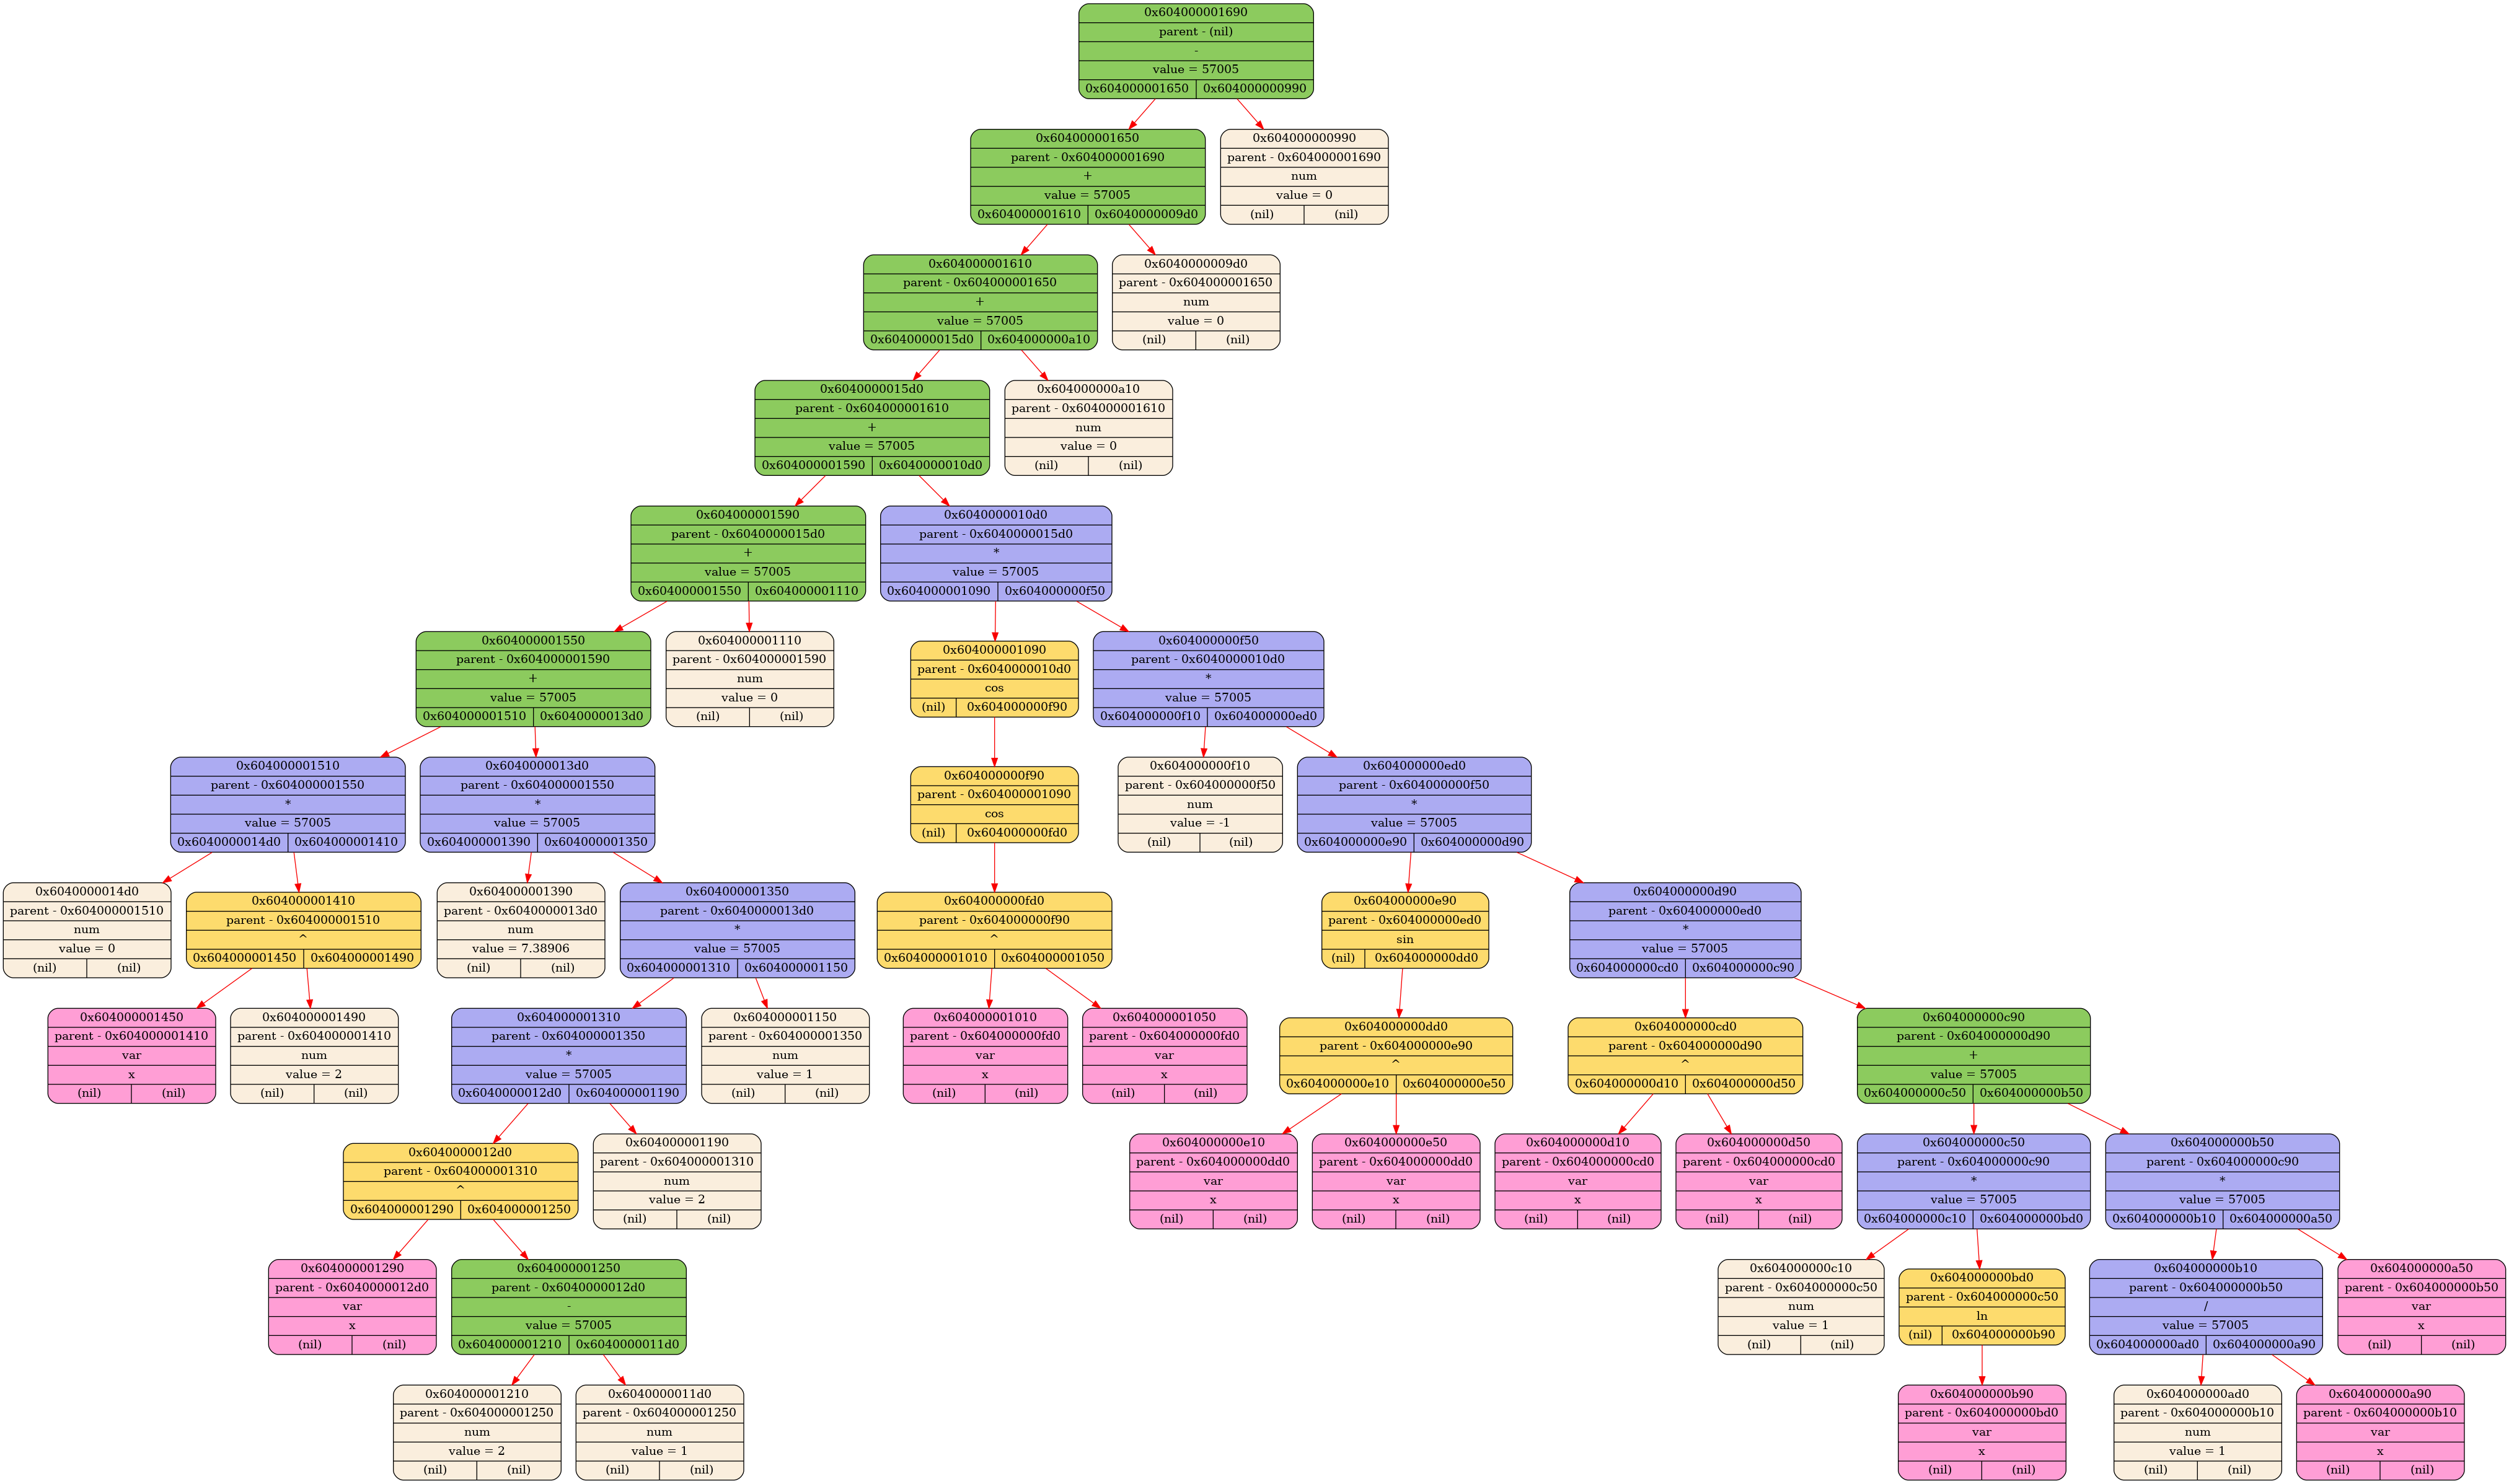 0x604000001690
parent - (nil)
-
value = 57005
0x604000001650 0x604000000990
0x604000001650
parent - 0x604000001690
+
value = 57005
0x604000001610 0x6040000009d0
0x604000000990
parent - 0x604000001690
num
value = 0
(nil) (nil)
0x604000001610
parent - 0x604000001650
+
value = 57005
0x6040000015d0 0x604000000a10
0x6040000009d0
parent - 0x604000001650
num
value = 0
(nil) (nil)
0x6040000015d0
parent - 0x604000001610
+
value = 57005
0x604000001590 0x6040000010d0
0x604000000a10
parent - 0x604000001610
num
value = 0
(nil) (nil)
0x604000001590
parent - 0x6040000015d0
+
value = 57005
0x604000001550 0x604000001110
0x6040000010d0
parent - 0x6040000015d0
*
value = 57005
0x604000001090 0x604000000f50
0x604000001550
parent - 0x604000001590
+
value = 57005
0x604000001510 0x6040000013d0
0x604000001110
parent - 0x604000001590
num
value = 0
(nil) (nil)
0x604000001090
parent - 0x6040000010d0
cos
(nil) 0x604000000f90
0x604000000f50
parent - 0x6040000010d0
*
value = 57005
0x604000000f10 0x604000000ed0
0x604000001510
parent - 0x604000001550
*
value = 57005
0x6040000014d0 0x604000001410
0x6040000013d0
parent - 0x604000001550
*
value = 57005
0x604000001390 0x604000001350
0x604000000f90
parent - 0x604000001090
cos
(nil) 0x604000000fd0
0x604000000f10
parent - 0x604000000f50
num
value = -1
(nil) (nil)
0x604000000ed0
parent - 0x604000000f50
*
value = 57005
0x604000000e90 0x604000000d90
0x6040000014d0
parent - 0x604000001510
num
value = 0
(nil) (nil)
0x604000001410
parent - 0x604000001510
^
0x604000001450 0x604000001490
0x604000001390
parent - 0x6040000013d0
num
value = 7.38906
(nil) (nil)
0x604000001350
parent - 0x6040000013d0
*
value = 57005
0x604000001310 0x604000001150
0x604000000fd0
parent - 0x604000000f90
^
0x604000001010 0x604000001050
0x604000000e90
parent - 0x604000000ed0
sin
(nil) 0x604000000dd0
0x604000000d90
parent - 0x604000000ed0
*
value = 57005
0x604000000cd0 0x604000000c90
0x604000001450
parent - 0x604000001410
var
x
(nil) (nil)
0x604000001490
parent - 0x604000001410
num
value = 2
(nil) (nil)
0x604000001310
parent - 0x604000001350
*
value = 57005
0x6040000012d0 0x604000001190
0x604000001150
parent - 0x604000001350
num
value = 1
(nil) (nil)
0x604000001010
parent - 0x604000000fd0
var
x
(nil) (nil)
0x604000001050
parent - 0x604000000fd0
var
x
(nil) (nil)
0x604000000dd0
parent - 0x604000000e90
^
0x604000000e10 0x604000000e50
0x604000000cd0
parent - 0x604000000d90
^
0x604000000d10 0x604000000d50
0x604000000c90
parent - 0x604000000d90
+
value = 57005
0x604000000c50 0x604000000b50
0x6040000012d0
parent - 0x604000001310
^
0x604000001290 0x604000001250
0x604000001190
parent - 0x604000001310
num
value = 2
(nil) (nil)
0x604000000e10
parent - 0x604000000dd0
var
x
(nil) (nil)
0x604000000e50
parent - 0x604000000dd0
var
x
(nil) (nil)
0x604000000d10
parent - 0x604000000cd0
var
x
(nil) (nil)
0x604000000d50
parent - 0x604000000cd0
var
x
(nil) (nil)
0x604000000c50
parent - 0x604000000c90
*
value = 57005
0x604000000c10 0x604000000bd0
0x604000000b50
parent - 0x604000000c90
*
value = 57005
0x604000000b10 0x604000000a50
0x604000001290
parent - 0x6040000012d0
var
x
(nil) (nil)
0x604000001250
parent - 0x6040000012d0
-
value = 57005
0x604000001210 0x6040000011d0
0x604000000c10
parent - 0x604000000c50
num
value = 1
(nil) (nil)
0x604000000bd0
parent - 0x604000000c50
ln
(nil) 0x604000000b90
0x604000000b10
parent - 0x604000000b50
/
value = 57005
0x604000000ad0 0x604000000a90
0x604000000a50
parent - 0x604000000b50
var
x
(nil) (nil)
0x604000001210
parent - 0x604000001250
num
value = 2
(nil) (nil)
0x6040000011d0
parent - 0x604000001250
num
value = 1
(nil) (nil)
0x604000000b90
parent - 0x604000000bd0
var
x
(nil) (nil)
0x604000000ad0
parent - 0x604000000b10
num
value = 1
(nil) (nil)
0x604000000a90
parent - 0x604000000b10
var
x
(nil) (nil)